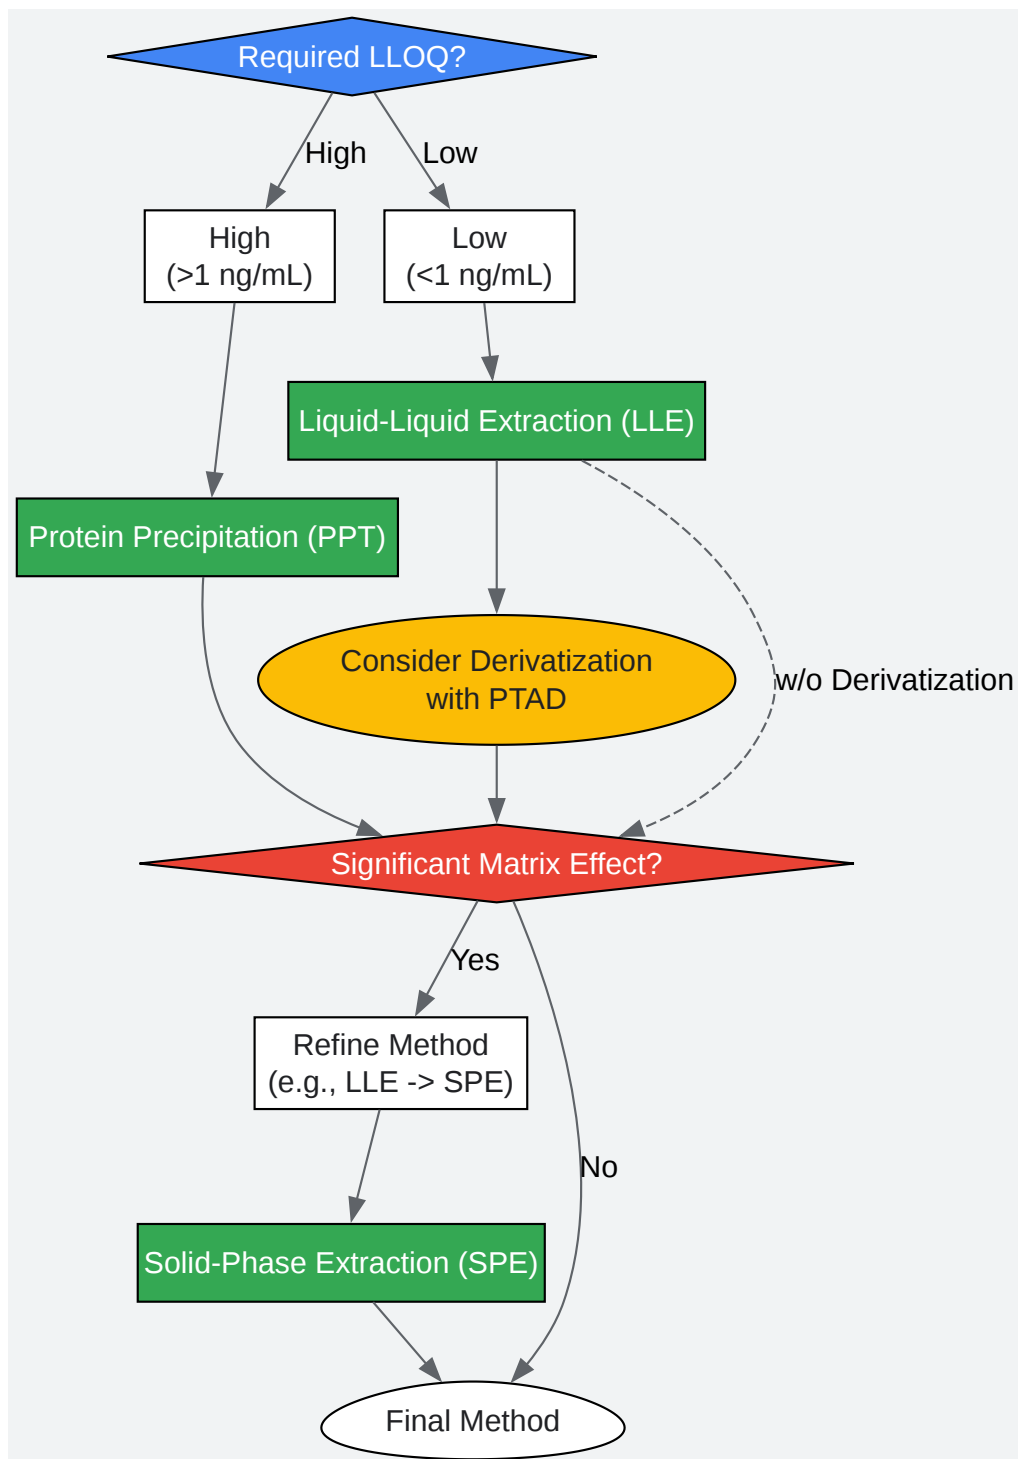 Required LLOQ?
High
Low
High
(>1 ng/mL)
Low
(<1 ng/mL)
Liquid-Liquid Extraction (LLE)
Protein Precipitation (PPT)
Consider Derivatization
with PTAD
w/o Derivatization
Significant Matrix Effect?
Yes
Refine Method
(e.g., LLE -> SPE)
No
Solid-Phase Extraction (SPE)
Final Method